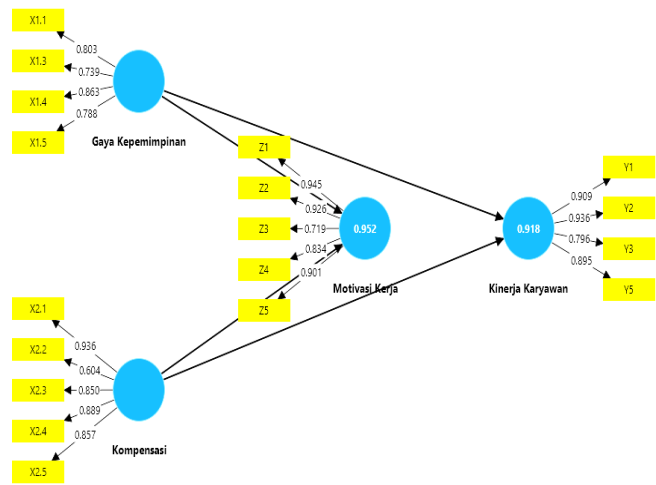 X1.1
0.803
X1.3
0.739
X1.4
0.863
X1.5
0.788
Gaya Kepemimpinan
Z1
0.945
Z2
0.926
Z3
0.719
Z4
0.834
Z5
0.901
0.952
Motivasi Kerja
0.918
Kinerja Karyawan
Y1
0.909
Y2
0.936
Y3
0.796
Y5
0.895
X2.1
0.936
X2.2
0.604
X2.3
0.850
X2.4
0.889
X2.5
0.857
Kompensasi